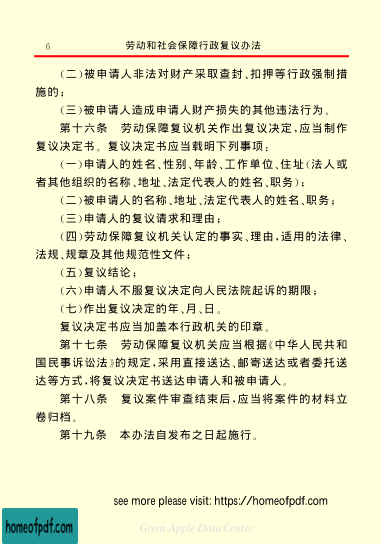 6
劳动和社会保障行政复议办法
(二)被申请人非法对财产采取查封、扣押等行政强制措
施的;
(三)被申请人造成申请人财产损失的其他违法行为。
第十六条　劳动保障复议机关作出复议决定,应当制作
复议决定书。复议决定书应当载明下列事项:
(一)申请人的姓名、性别、年龄、工作单位、住址(法人或
者其他组织的名称、地址、法定代表人的姓名、职务);
(二)被申请人的名称、地址、法定代表人的姓名、职务;
(三)申请人的复议请求和理由;
(四)劳动保障复议机关认定的事实、理由,适用的法律、
法规、规章及其他规范性文件;
(五)复议结论;
(六)申请人不服复议决定向人民法院起诉的期限;
(七)作出复议决定的年、月、日。
复议决定书应当加盖本行政机关的印章。
第十七条　劳动保障复议机关应当根据《中华人民共和
国民事诉讼法》的规定,采用直接送达、邮寄送达或者委托送
达等方式,将复议决定书送达申请人和被申请人。
第十八条　复议案件审查结束后,应当将案件的材料立
卷归档。
第十九条　本办法自发布之日起施行。
see more please visit: https://homeofpdf.com
homeofpdf.com
Green Apple Data Center